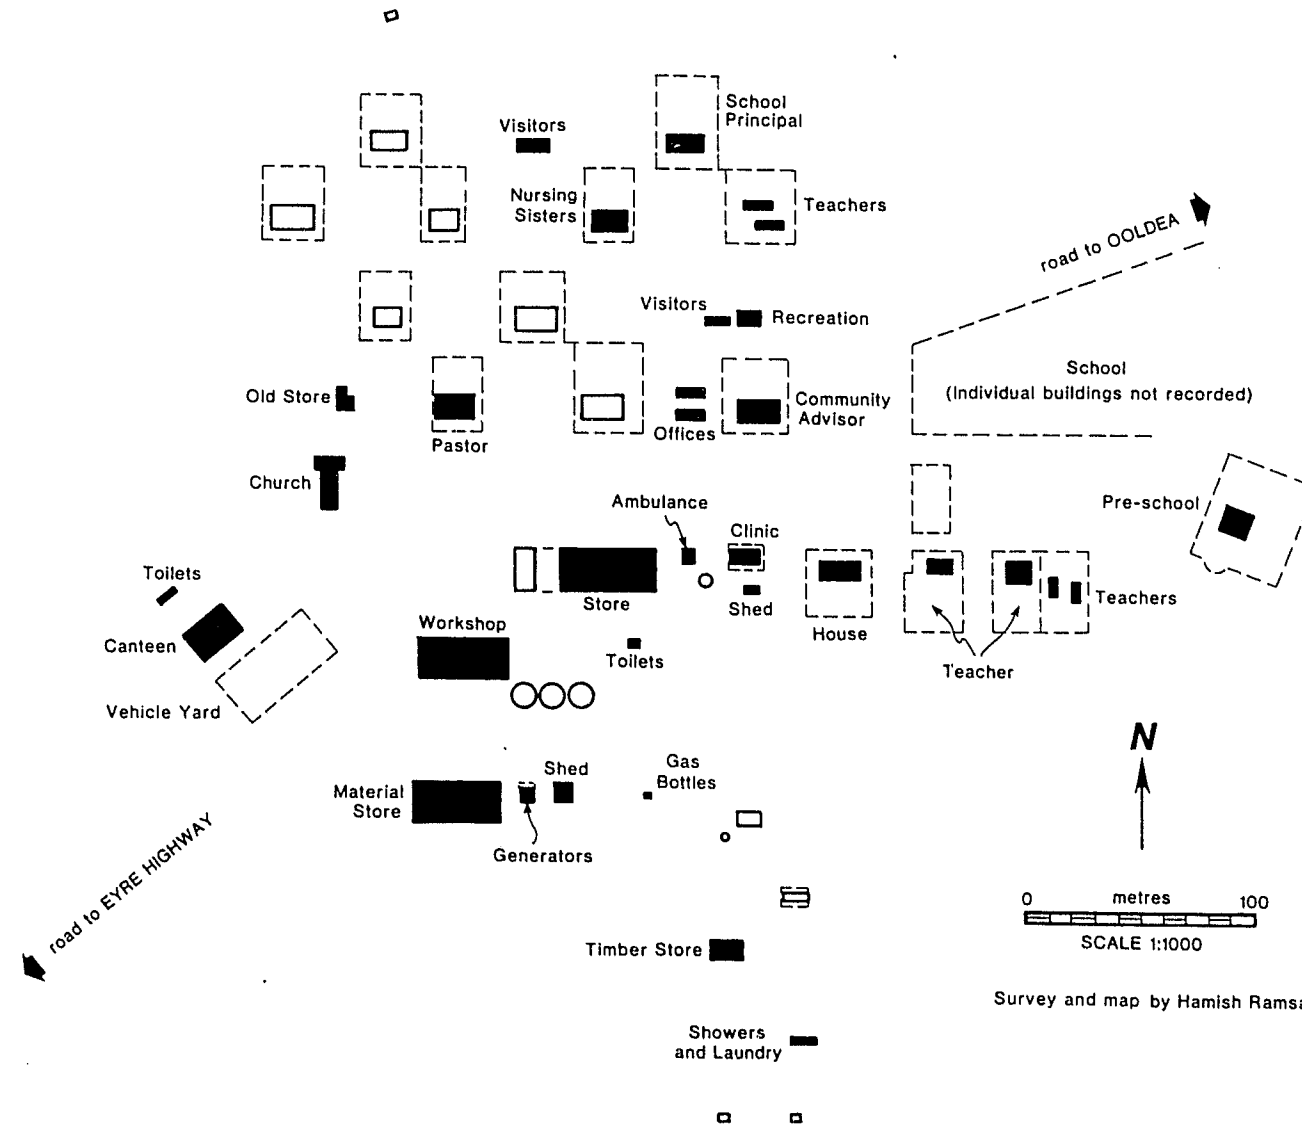 School
Principal
Visitors
Nursing
Sisters
Teachers
road to OOLDEA
Visitors
Recreation
School
(Individual buildings not recorded)
Old Store
Community
Advisor
Offices
Pastor
Church
Ambulance
Pre-school
Clinic
Toilets
Store
Shed
Teachers
Workshop
House
Canteen
Toilets
Teacher
Vehicle Yard
N
Gas
Bottles
Shed
Material
Store
Generators
road to EYRE HIGHWAY
0 metres 100
SCALE 1:1000
Timber Store
Survey and map by Hamish Ramsa
Showers
and Laundry